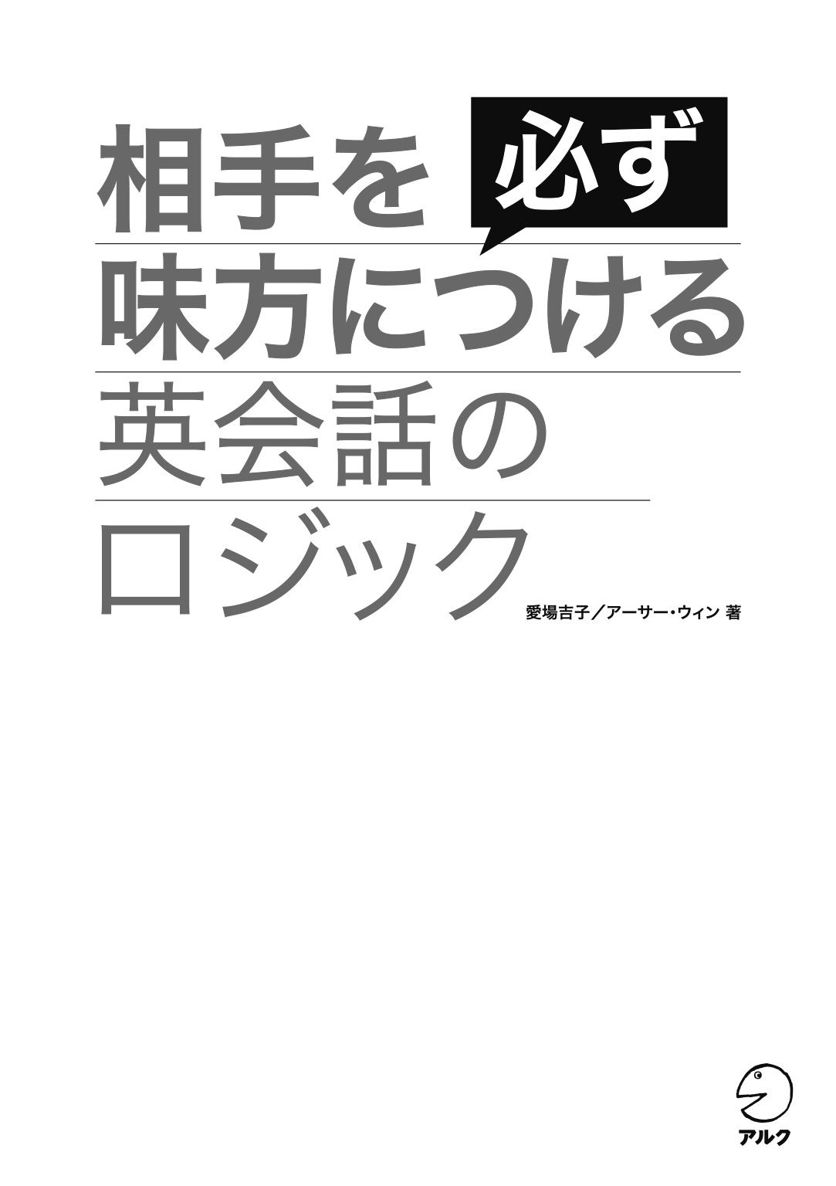 相手を必ず
味方につける
英会話の
ロジック
愛場吉子／アーサー・ウィン 著
アルク